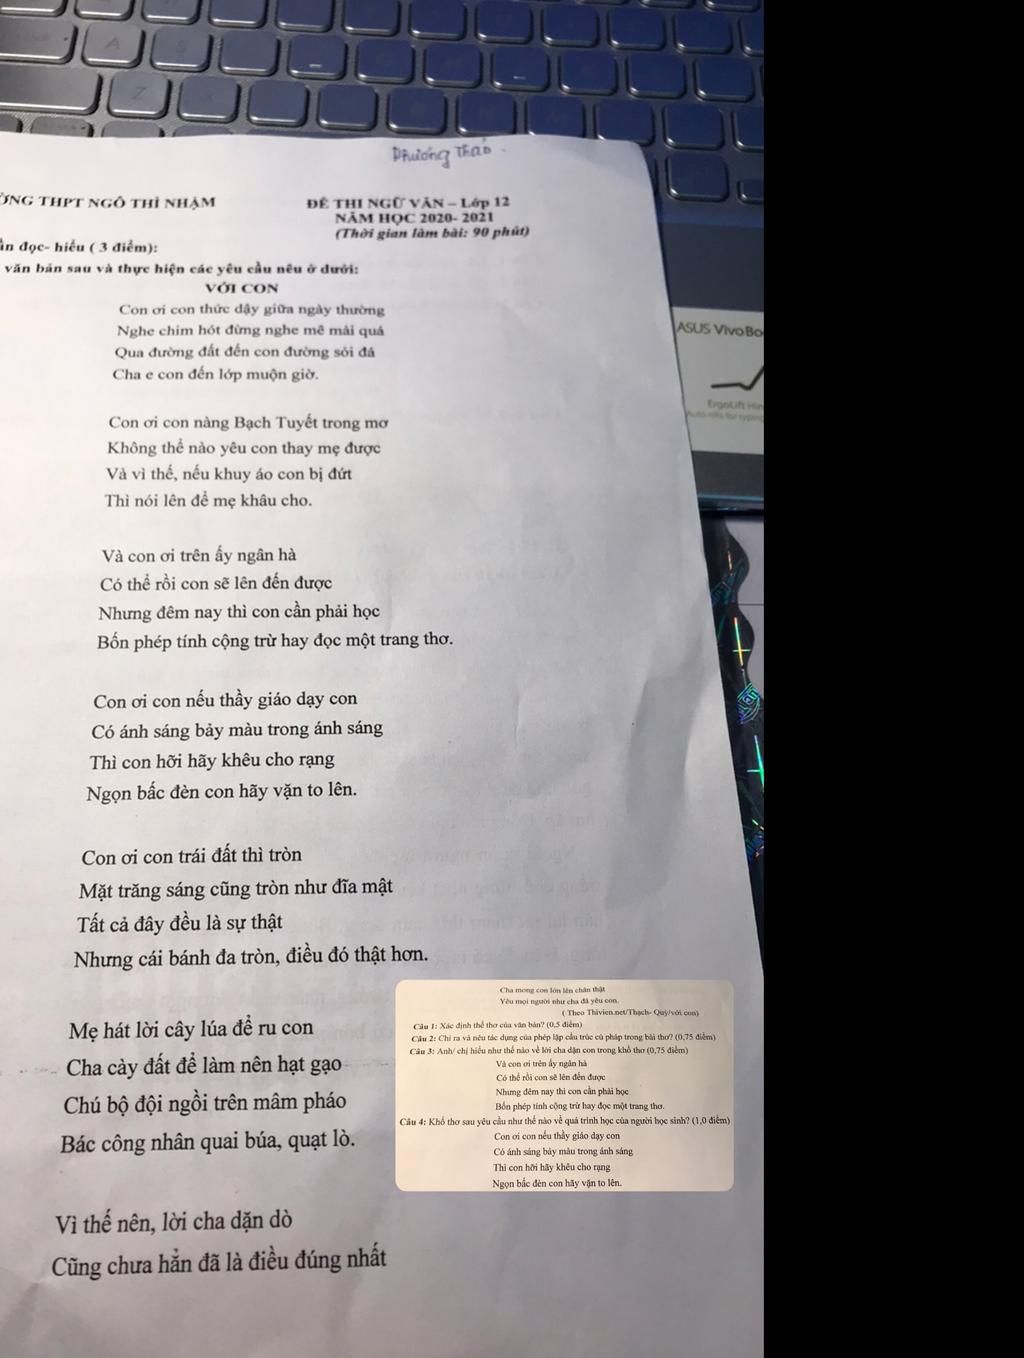 Phương Thảo
ƯỜNG THPT NGÔ THÌ NHẬM
ĐỀ THI NGỮ VĂN – Lớp 12
NĂM HỌC 2020- 2021
(Thời gian làm bài: 90 phút)
ần đọc- hiểu ( 3 điểm):
văn bản sau và thực hiện các yêu cầu nêu ở dưới:
VỚI CON
Con ơi con thức dậy giữa ngày thường
Nghe chim hót đừng nghe mê mải quá
Qua đường đất đến con đường sỏi đá
Cha e con đến lớp muộn giờ.
Con ơi con nàng Bạch Tuyết trong mơ
Không thể nào yêu con thay mẹ được
Và vì thế, nếu khuy áo con bị đứt
Thì nói lên để mẹ khâu cho.
Và con ơi trên ấy ngân hà
Có thể rồi con sẽ lên đến được
Nhưng đêm nay thì con cần phải học
Bốn phép tính cộng trừ hay đọc một trang thơ.
Con ơi con nếu thầy giáo dạy con
Có ánh sáng bảy màu trong ánh sáng
Thì con hỡi hãy khêu cho rạng
Ngọn bấc đèn con hãy vặn to lên.
Con ơi con trái đất thì tròn
Mặt trăng sáng cũng tròn như đĩa mật
Tất cả đây đều là sự thật
Nhưng cái bánh đa tròn, điều đó thật hơn.
Mẹ hát lời cây lúa để ru con
Cha cày đất để làm nên hạt gạo
Chú bộ đội ngồi trên mâm pháo
Bác công nhân quai búa, quạt lò.
Vì thế nên, lời cha dặn dò
Cũng chưa hẳn đã là điều đúng nhất
Cha mong con lớn lên chân thật
Yêu mọi người như cha đã yêu con.
( Theo Thivien.net/Thạch- Quỳ/với con)
Câu 1: Xác định thể thơ của văn bản? (0,5 điểm)
Câu 2: Chỉ ra và nêu tác dụng của phép lặp cấu trúc cú pháp trong bài thơ? (0,75 điểm)
Câu 3: Anh/ chị hiểu như thế nào về lời cha dặn con trong khổ thơ (0,75 điểm)
Và con ơi trên ấy ngân hà
Có thể rồi con sẽ lên đến được
Nhưng đêm nay thì con cần phải học
Bốn phép tính cộng trừ hay đọc một trang thơ.
Câu 4: Khổ thơ sau yêu cầu như thế nào về quá trình học của người học sinh? (1,0 điểm)
Con ơi con nếu thầy giáo dạy con
Có ánh sáng bảy màu trong ánh sáng
Thì con hỡi hãy khêu cho rạng
Ngọn bấc đèn con hãy vặn to lên.
ASUS VivoBo
ErgoLift Hin
Auto-tilts for typing
A
S
Z